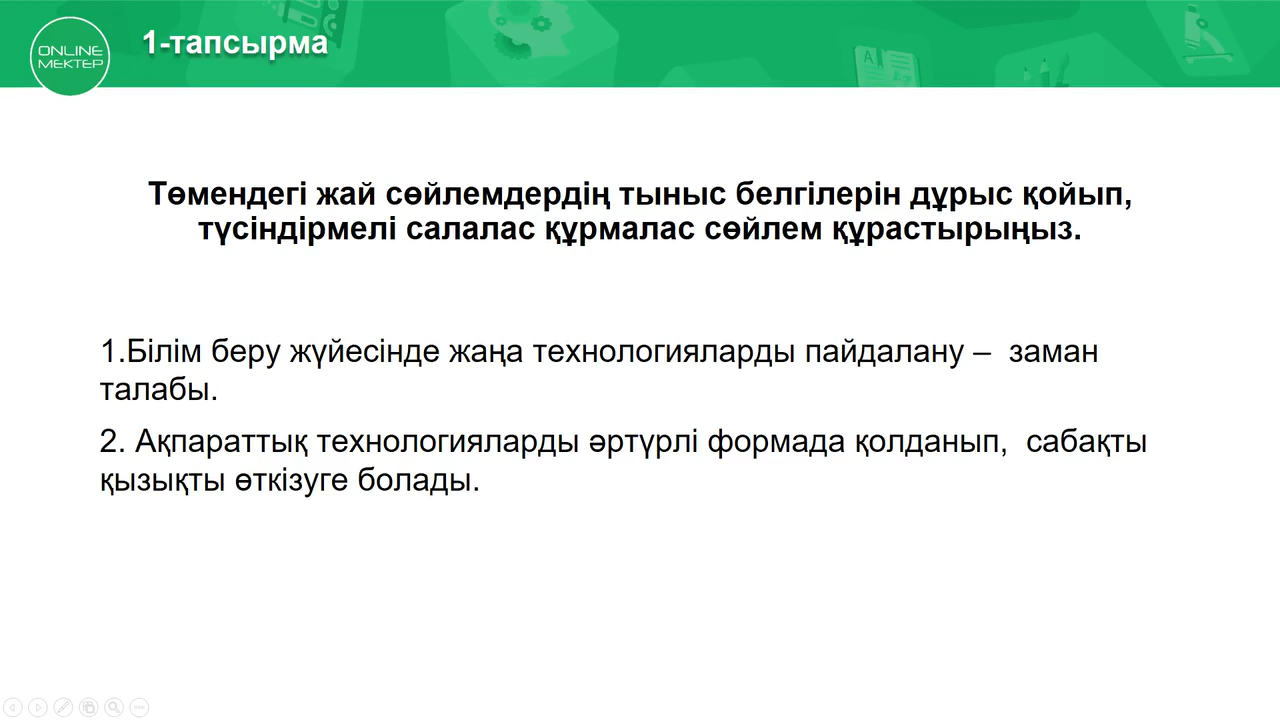 ONLINE
МЕКТЕР
1-тапсырма
Төмендегі жай сөйлемдердің тыныс белгілерін дұрыс қойып,
түсіндірмелі салалас құрмалас сөйлем құрастырыңыз.
1.Білім беру жүйесінде жаңа технологияларды пайдалану –  заман
талабы.
2. Ақпараттық технологияларды әртүрлі формада қолданып,  сабақты
қызықты өткізуге болады.